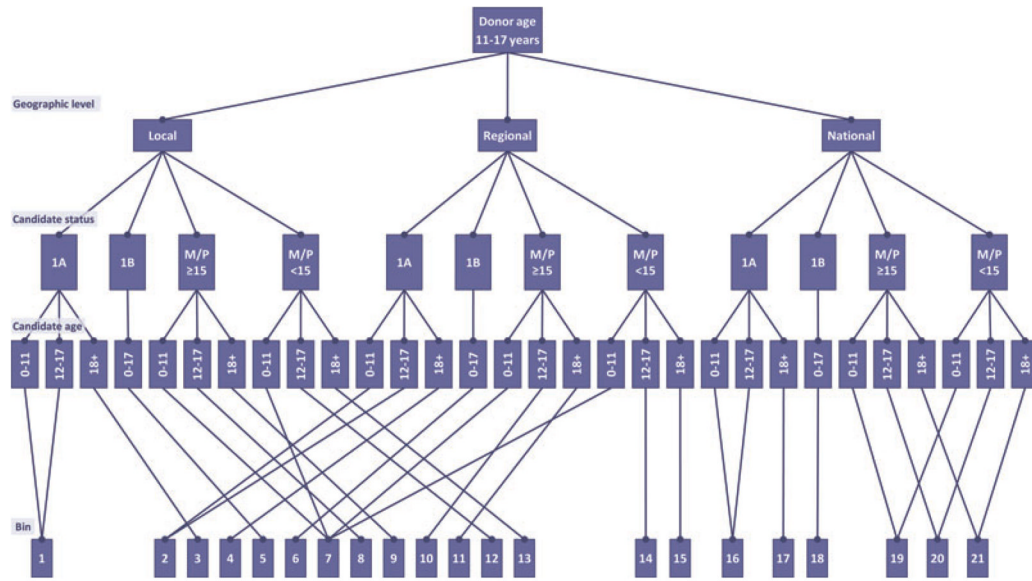 Donor age
11-17 years
Geographic level
Local
Regional
National
Candidate status
1A
1B
M/P
≥15
M/P
<15
1A
1B
M/P
≥15
M/P
<15
1A
1B
M/P
≥15
M/P
<15
Candidate age
0-11
12-17
18+
0-17
0-11
12-17
18+
0-11
12-17
18+
0-11
12-17
18+
0-17
0-11
12-17
18+
0-11
12-17
18+
0-11
12-17
18+
0-17
0-11
12-17
18+
0-11
12-17
18+
Bin
1
2
3
4
5
6
7
8
9
10
11
12
13
14
15
16
17
18
19
20
21